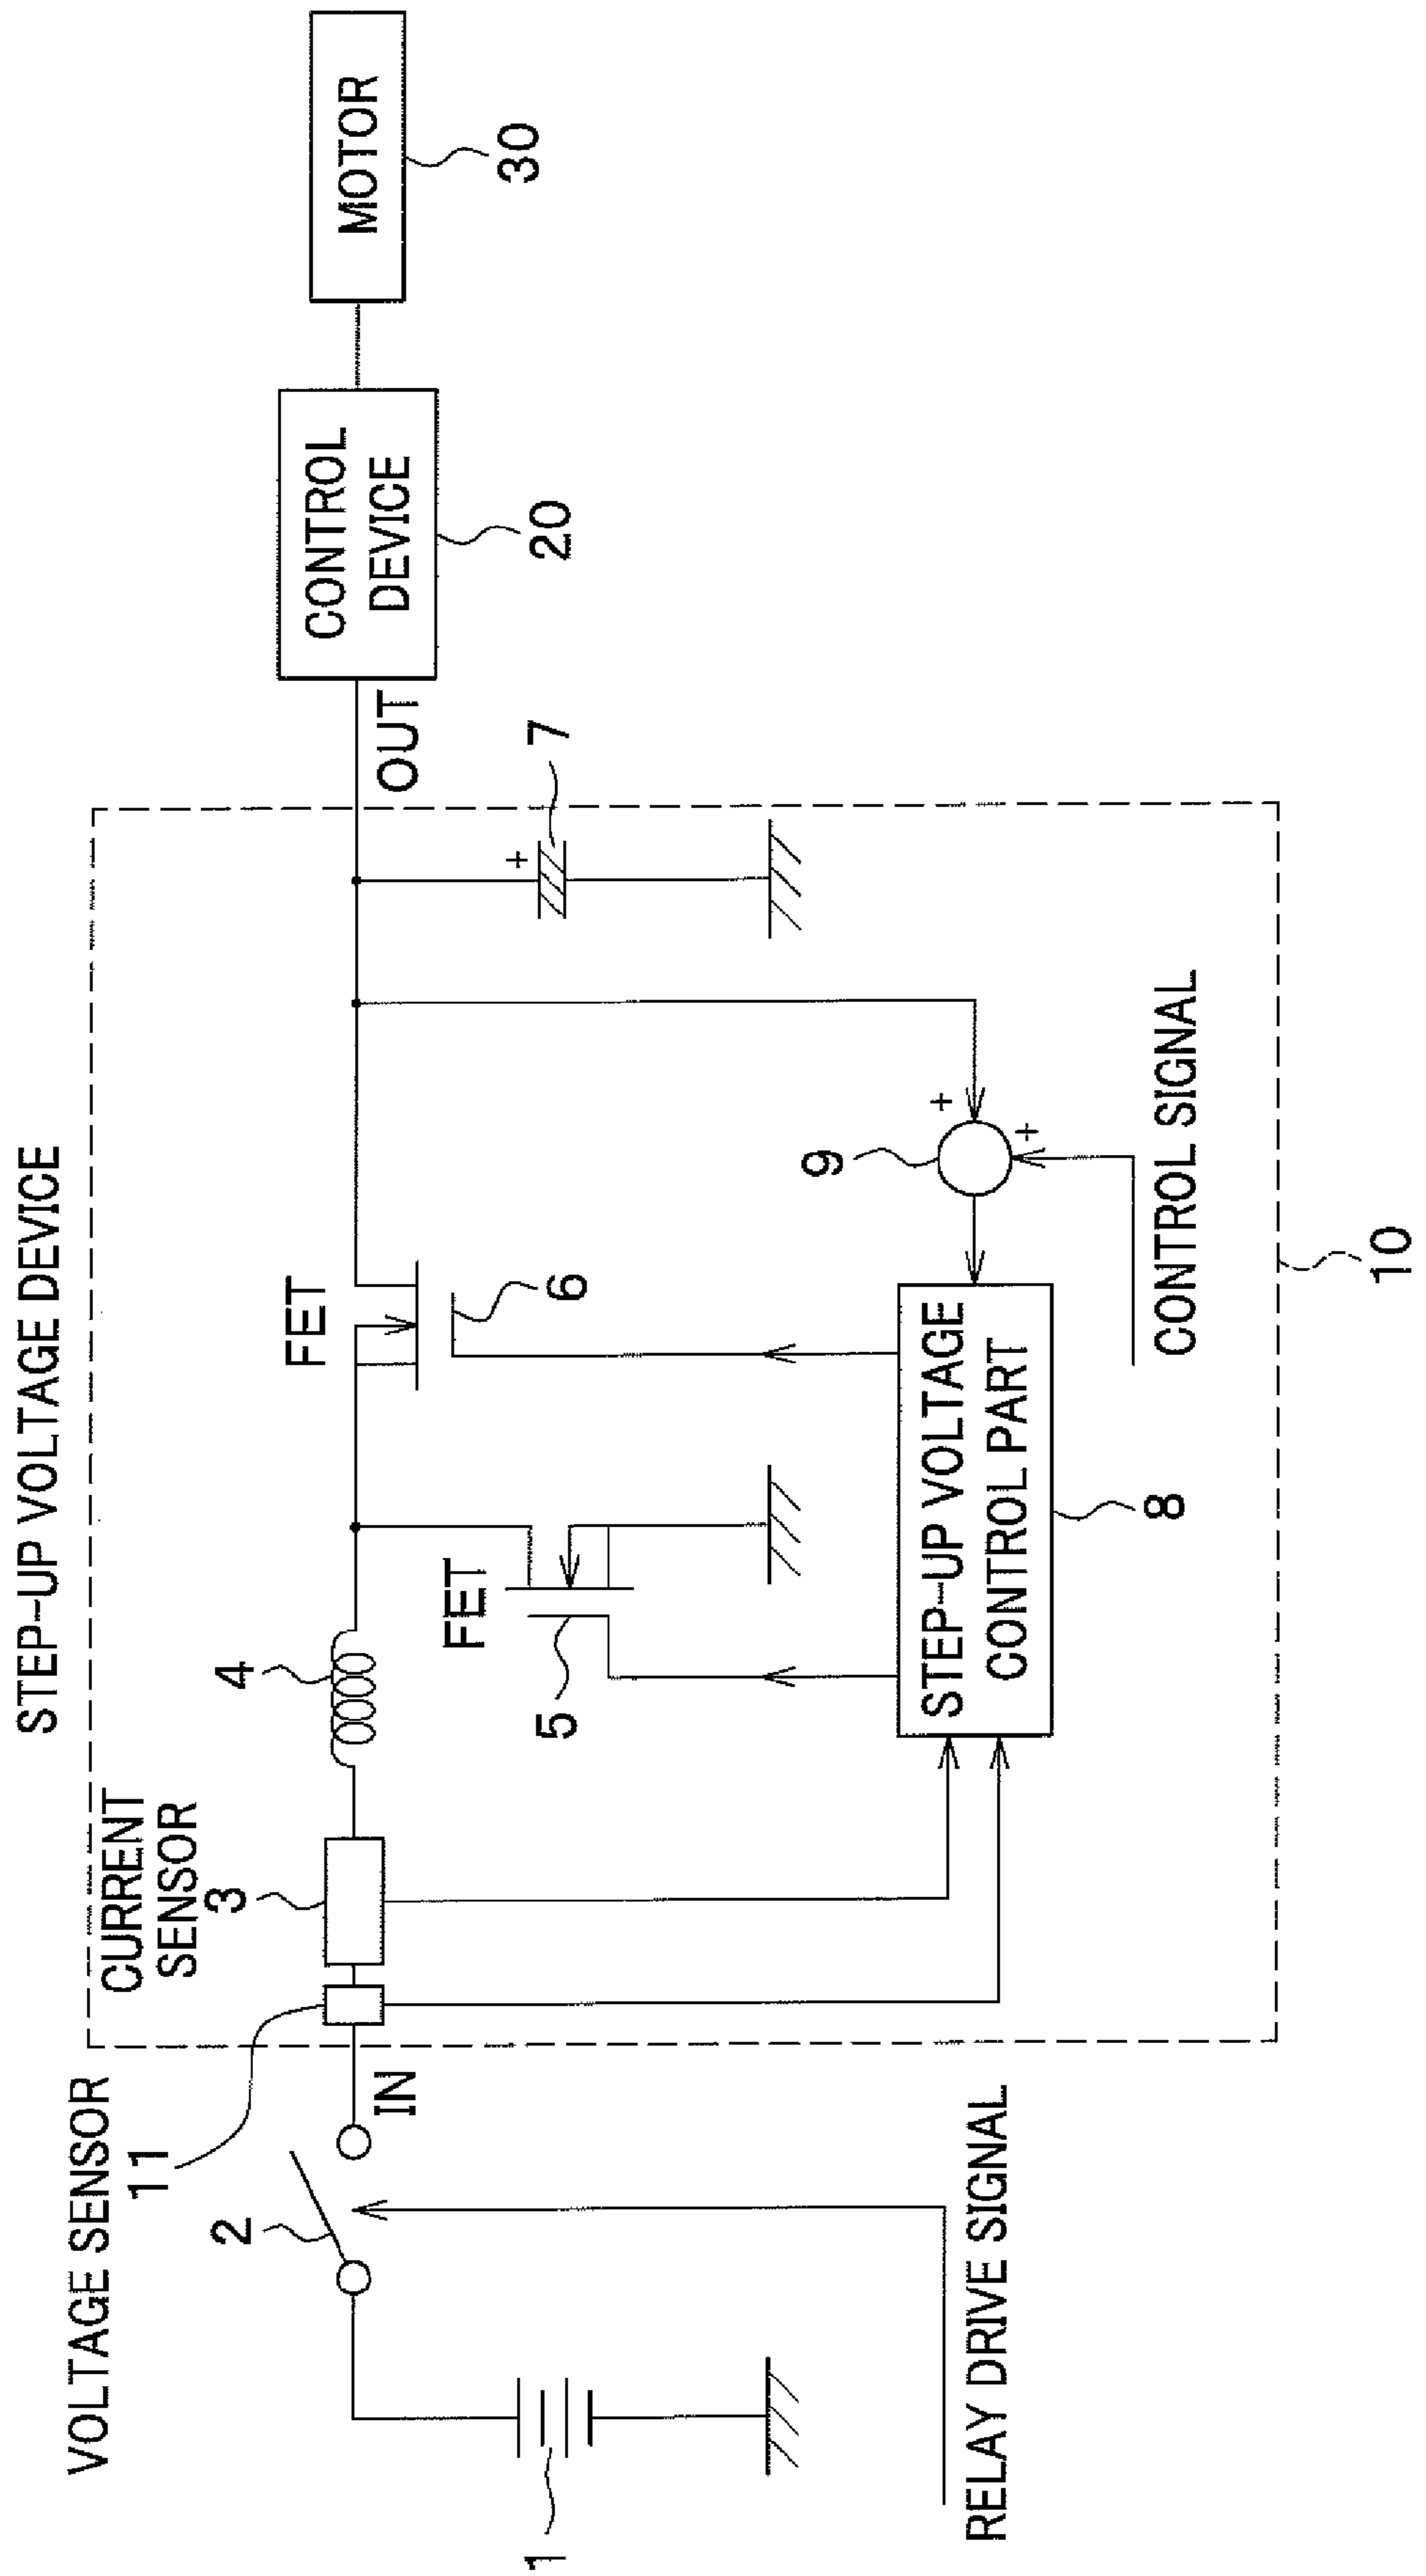 STEP-UP VOLTAGE DEVICE
VOLTAGE SENSOR
11
CURRENT
SENSOR
3
4
2
IN
FET
5
FET
6
1
+
7
OUT
CONTROL
DEVICE
20
MOTOR
30
9
+
+
STEP-UP VOLTAGE
CONTROL PART
8
RELAY DRIVE SIGNAL
CONTROL SIGNAL
10